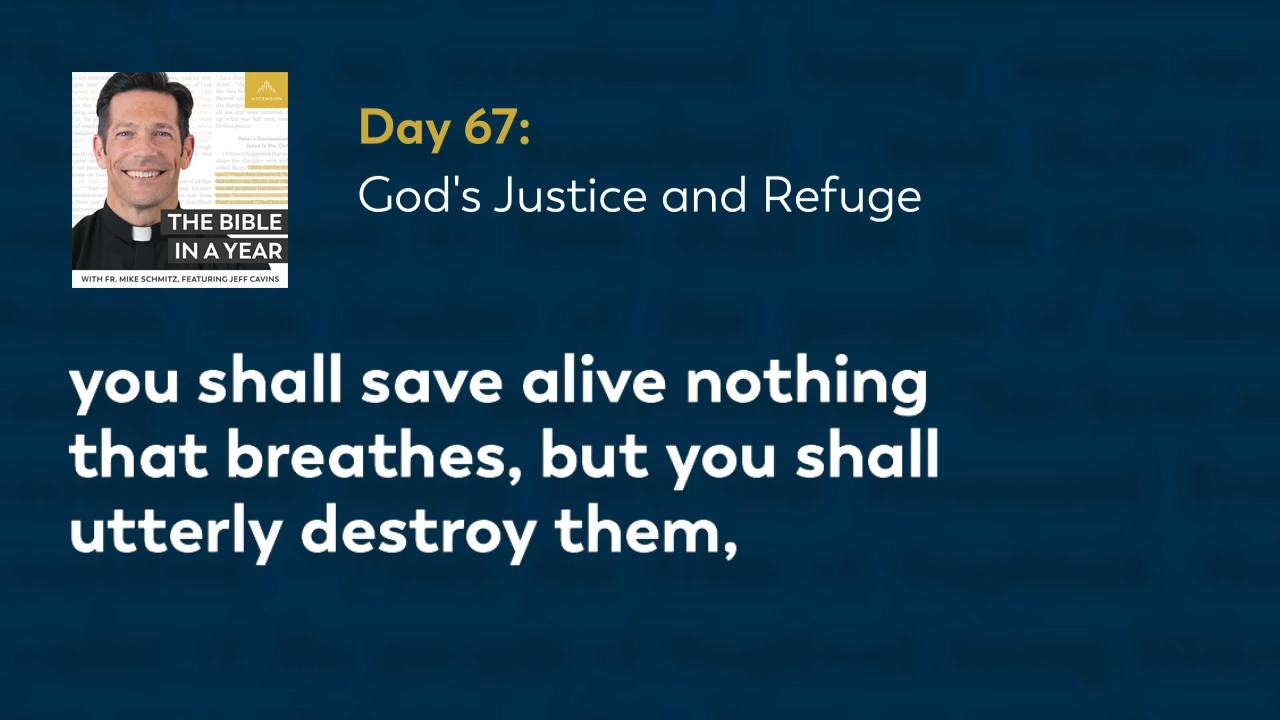 Day 67:
God's Justice and Refuge
THE BIBLE
IN A YEAR
WITH FR. MIKE SCHMITZ, FEATURING JEFF CAVINS
you shall save alive nothing
that breathes, but you shall
utterly destroy them,